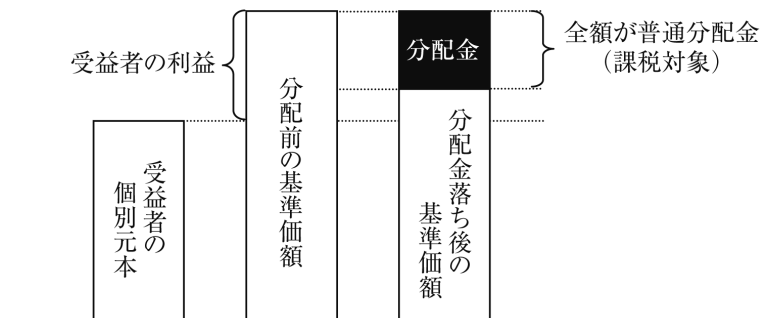 受益者の利益
分配金
全額が普通分配金
（課税対象）
受益者の
個別元本
分配前の基準価額
分配金落ち後の
基準価額